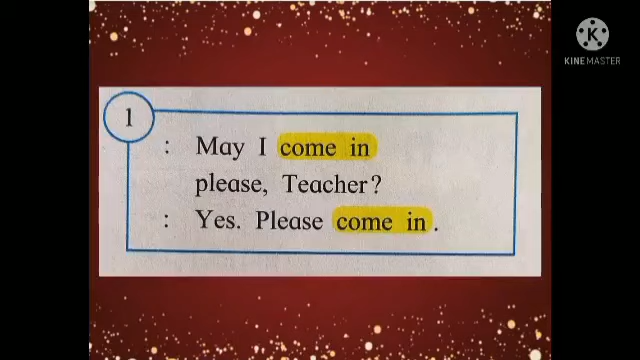 K
KINEMASTER
1
: May I come in
please, Teacher?
: Yes. Please come in.